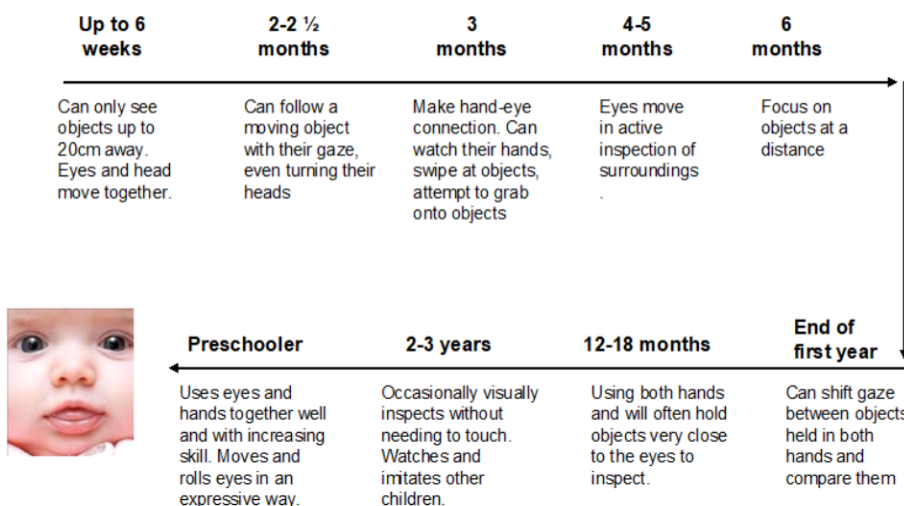 Up to 6
weeks
2-2 ½
months
3
months
4-5
months
6
months
Can only see
objects up to
20cm away.
Eyes and head
move together.
Can follow a
moving object
with their gaze,
even turning their
heads
Make hand-eye
connection. Can
watch their hands,
swipe at objects,
attempt to grab
onto objects
Eyes move
in active
inspection of
surroundings
.
Focus on
objects at a
distance
End of
first year
12-18 months
2-3 years
Preschooler
Can shift gaze
between objects
held in both
hands and
compare them
Using both hands
and will often hold
objects very close
to the eyes to
inspect.
Occasionally visually
inspects without
needing to touch.
Watches and
imitates other
children.
Uses eyes and
hands together well
and with increasing
skill. Moves and
rolls eyes in an
expressive way.